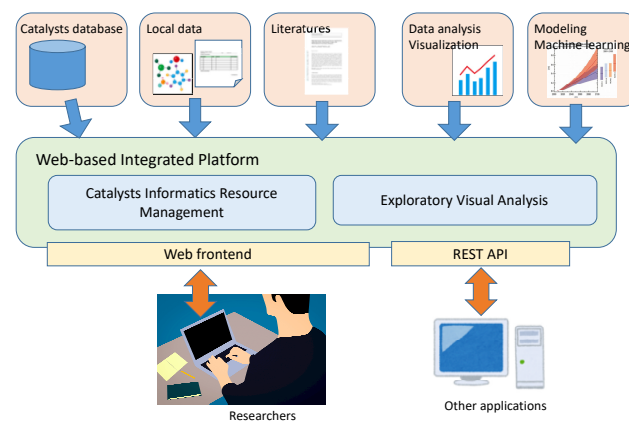 Catalysts database
Local data
Literatures
Data analysis
Visualization
Modeling
Machine learning
Web-based Integrated Platform
Catalysts Informatics Resource
Management
Exploratory Visual Analysis
Web frontend
REST API
Researchers
Other applications